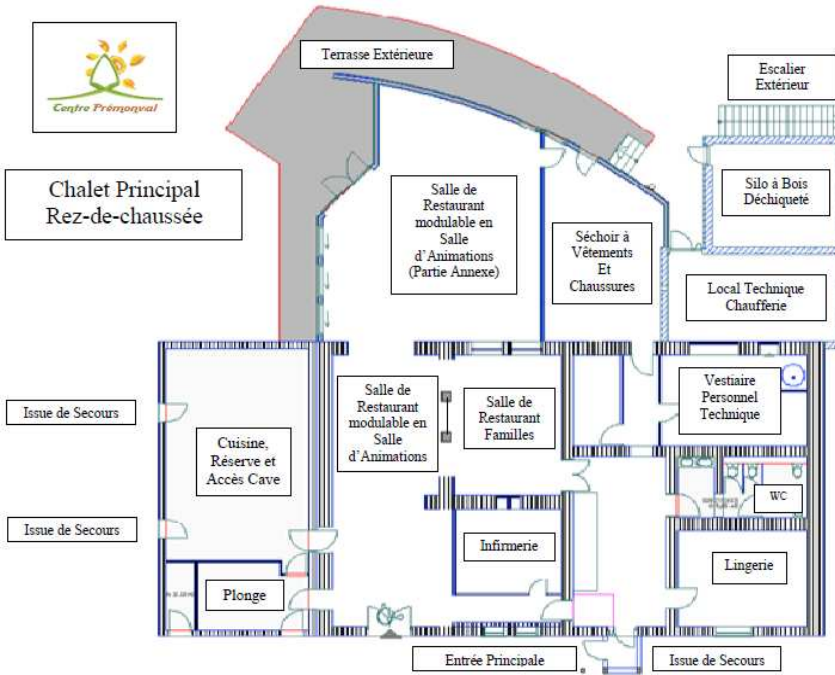 Terrasse Extérieure
Escalier
Extérieur
Centre Prémonval
Chalet Principal
Rez-de-chaussée
Salle de
Restaurant
modulable en
Salle
d'Animations
(Partie Annexe)
Séchoir à
Vêtements
Et
Chaussures
Silo à Bois
Déchiqueté
Local Technique
Chaufferie
Issue de Secours
Cuisine,
Réserve et
Accès Cave
Salle de
Restaurant
modulable en
Salle
d'Animations
Salle de
Restaurant
Familles
Vestiaire
Personnel
Technique
WC
Issue de Secours
Infirmerie
Lingerie
Plonge
Entrée Principale
Issue de Secours